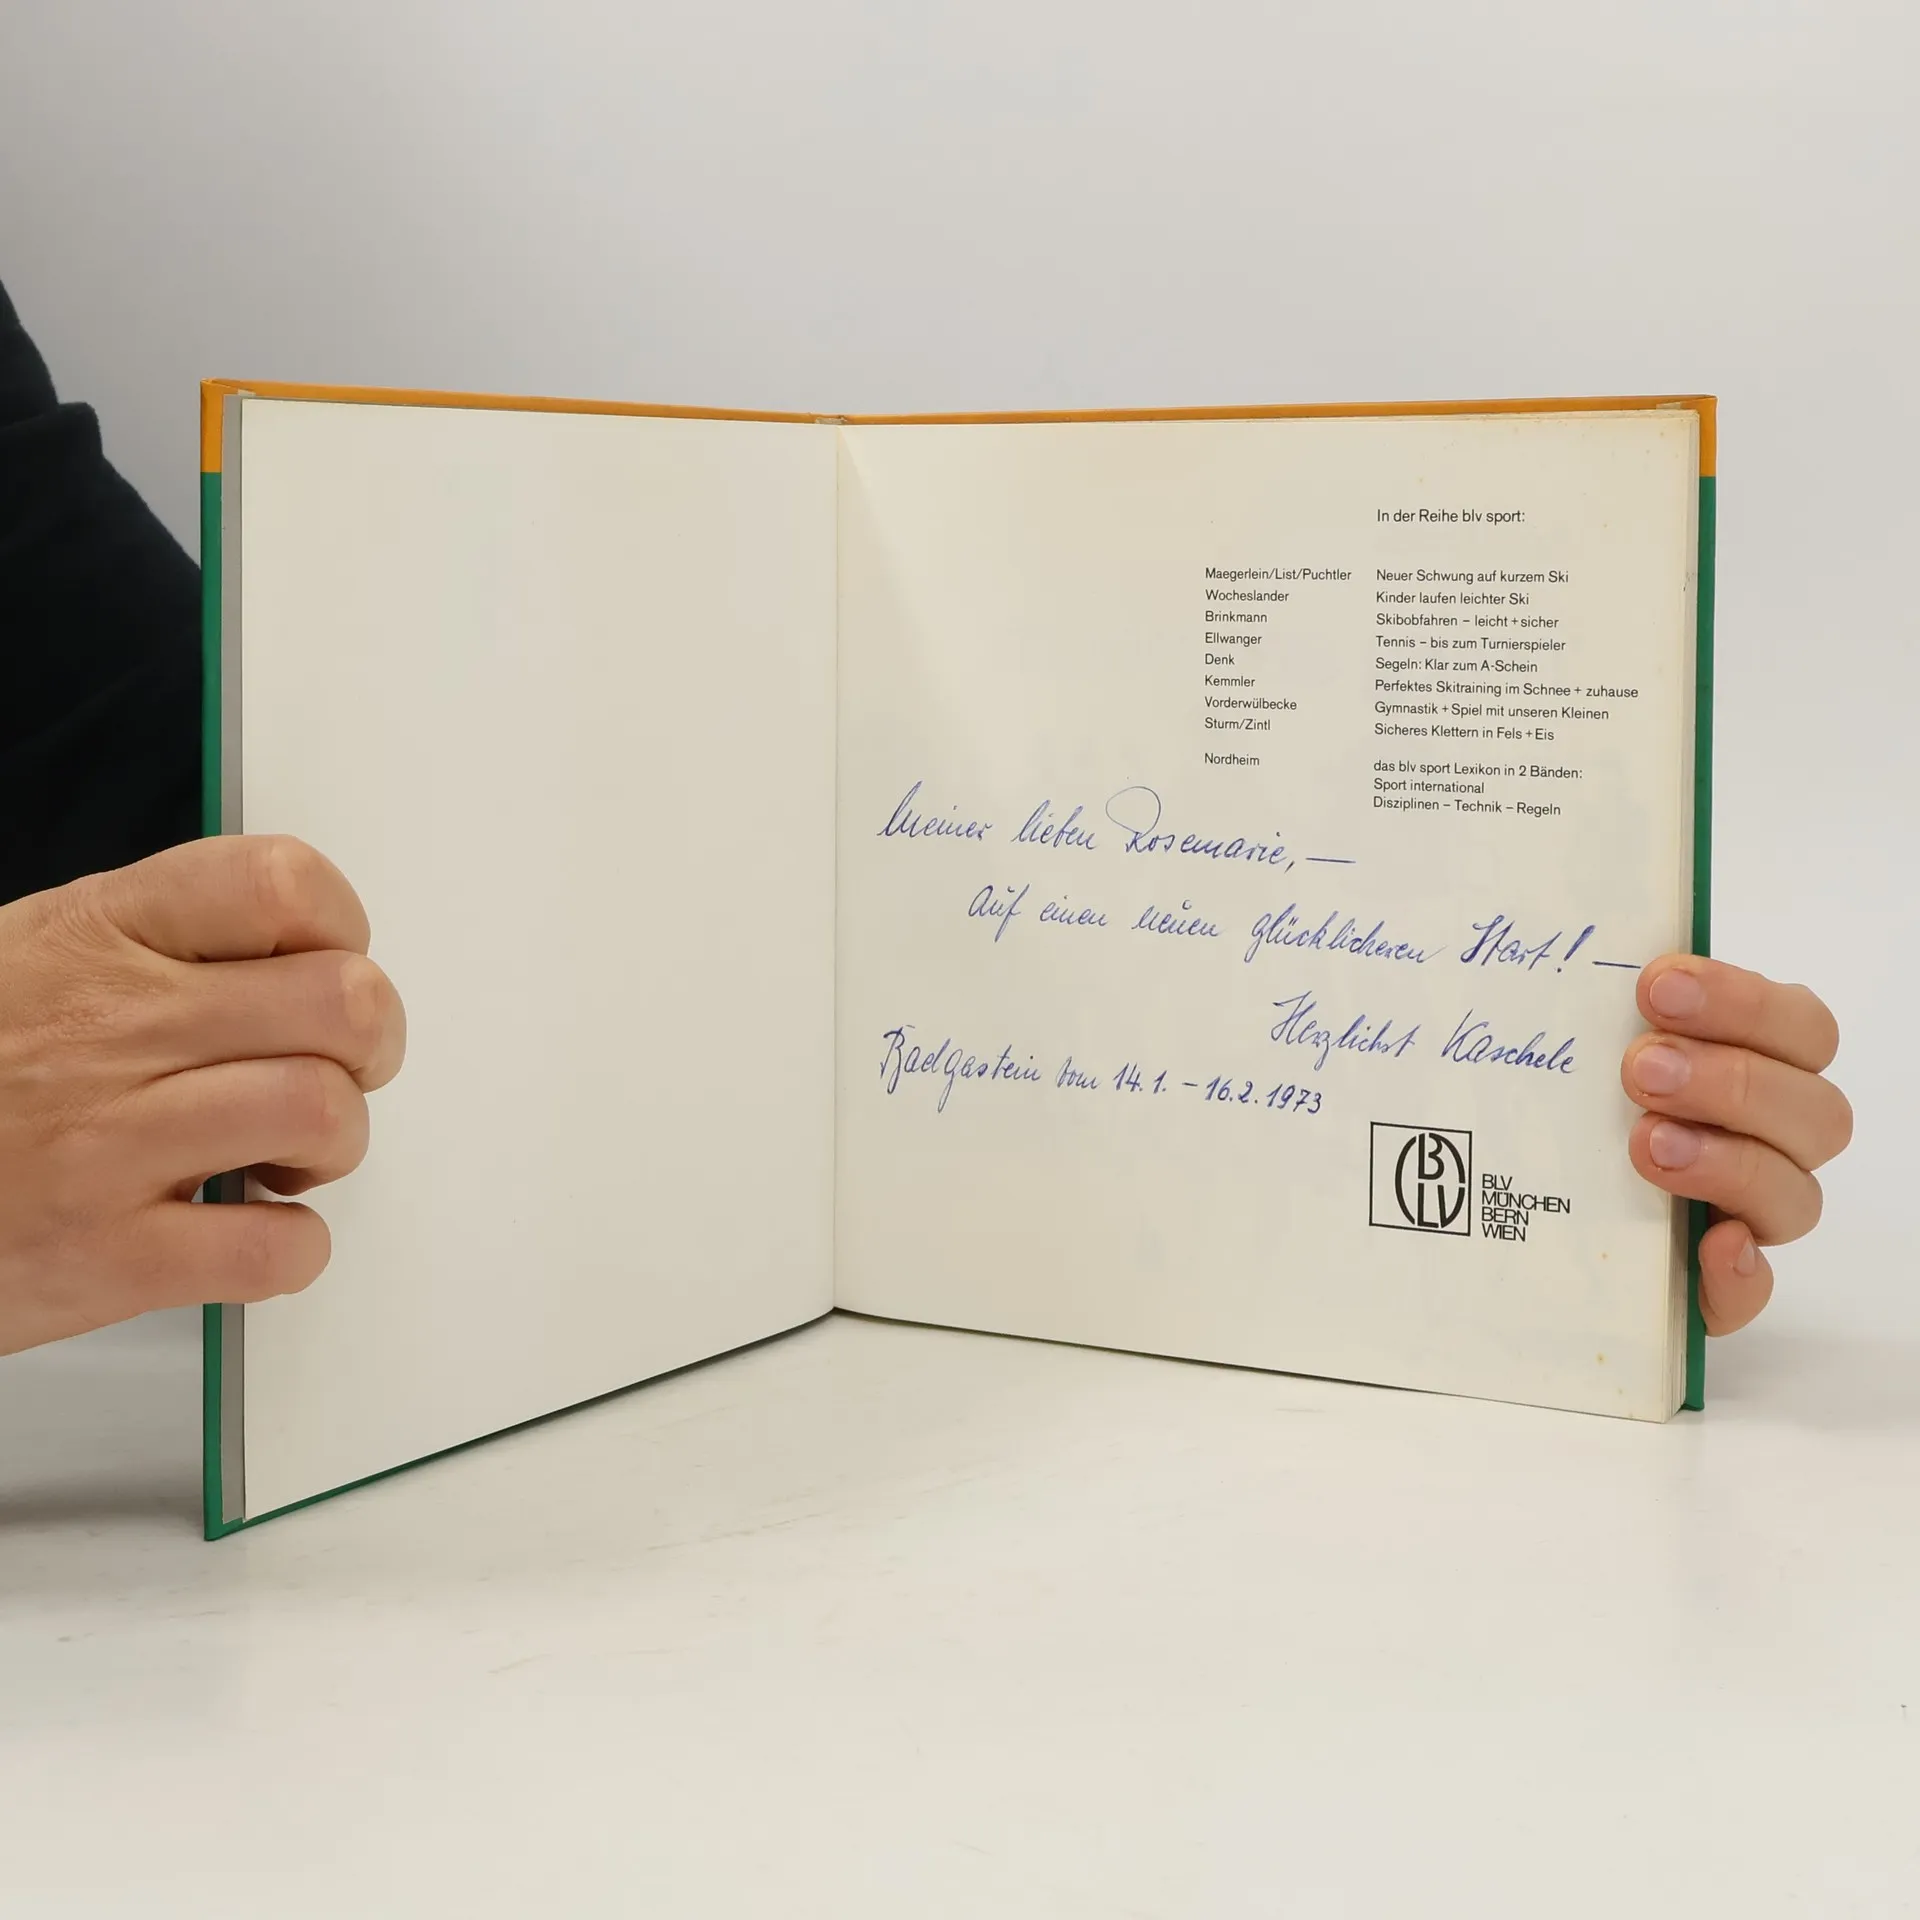 In der Reihe blv sport:
Maegerlein/List/Puchtler Neuer Schwung auf kurzem Ski
Wocheslander Kinder laufen leichter Ski
Brinkmann Skibobfahren – leicht + sicher
Ellwanger Tennis – bis zum Turnierspieler
Denk Segeln: Klar zum A-Schein
Kemmler Perfektes Skitraining im Schnee + zuhause
Vorderwülbecke Gymnastik + Spiel mit unseren Kleinen
Sturm/Zintl Sicheres Klettern in Fels + Eis
Nordheim das blv sport Lexikon in 2 Bänden:
Sport international
Disziplinen – Technik – Regeln
Meiner lieben Rosemarie, —
Auf einen neuen glücklicheren Start! —
Herzlichst Kaschele
Badgastein vom 14.1. – 16.2.1973
BLV
BLV
MÜNCHEN
BERN
WIEN